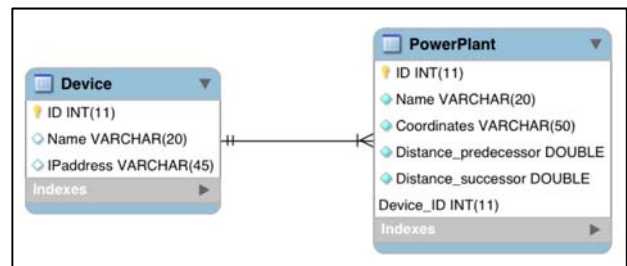 Device
ID INT(11)
Name VARCHAR(20)
IPaddress VARCHAR(45)
Indexes
PowerPlant
ID INT(11)
Name VARCHAR(20)
Coordinates VARCHAR(50)
Distance_predecessor DOUBLE
Distance_successor DOUBLE
Device_ID INT(11)
Indexes